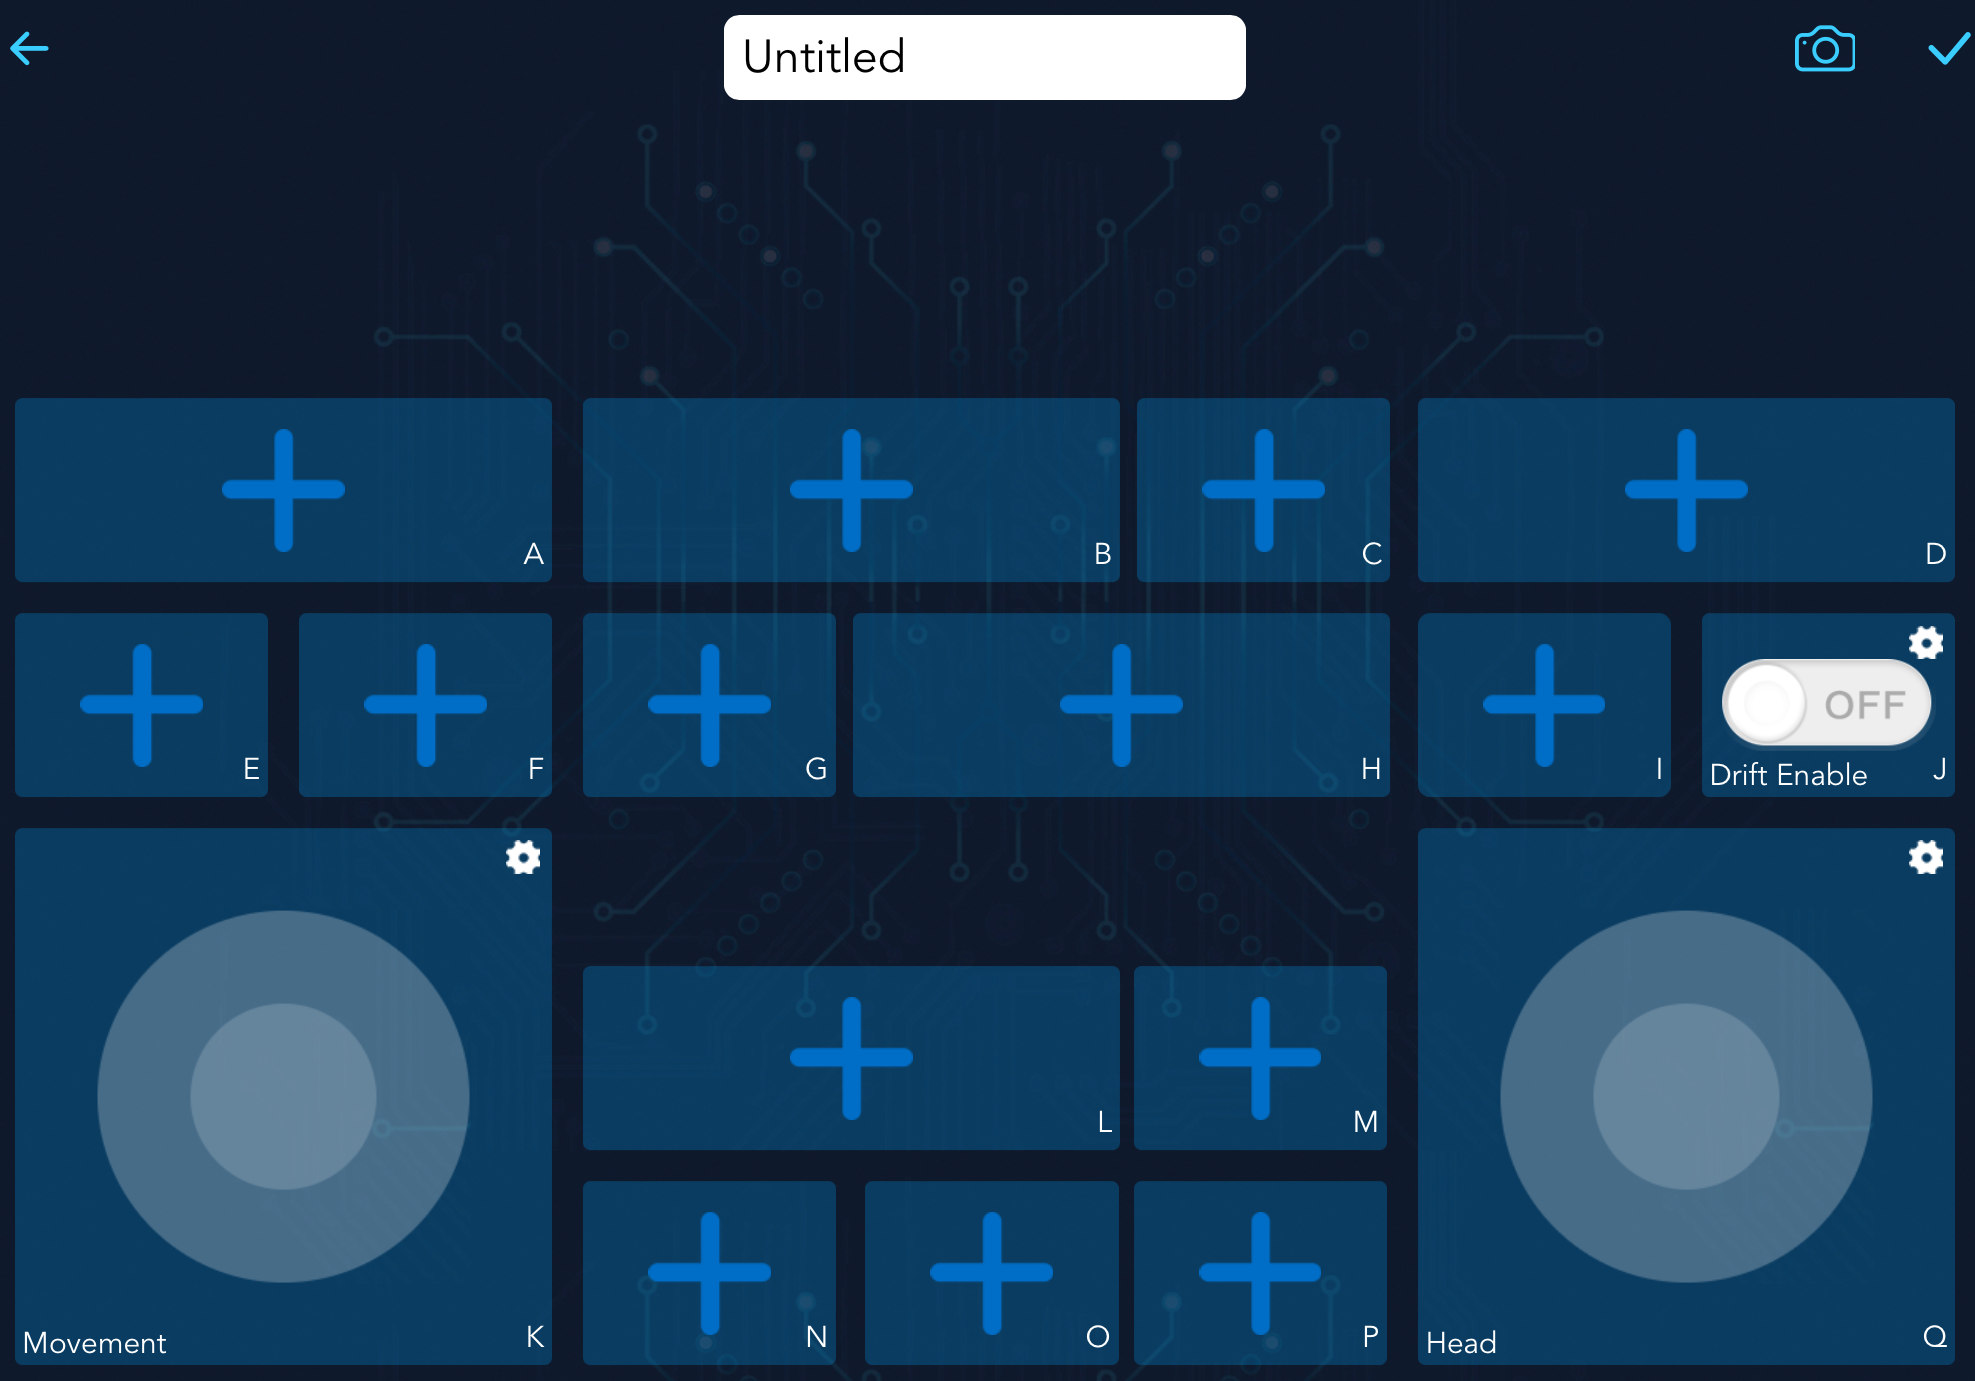 Untitled
A
B
C
D
E
F
G
H
I
OFF
Drift Enable J
L
M
Movement K
N
O
P
Head Q